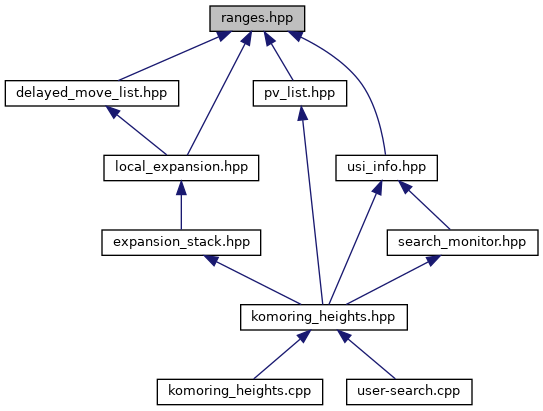 ranges.hpp
delayed_move_list.hpp
pv_list.hpp
local_expansion.hpp
usi_info.hpp
expansion_stack.hpp
search_monitor.hpp
komoring_heights.hpp
komoring_heights.cpp
user-search.cpp